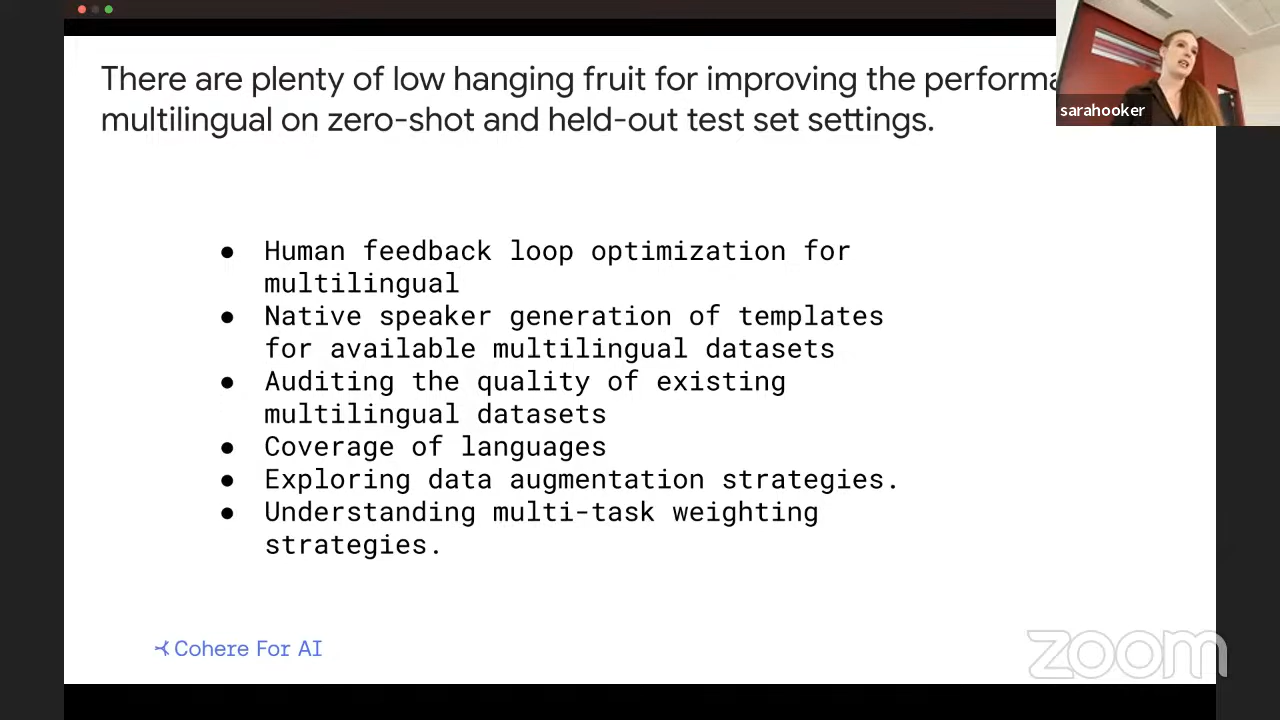 There are plenty of low hanging fruit for improving the performa
multilingual on zero-shot and held-out test set settings.
sarahooker
● Human feedback loop optimization for
multilingual
● Native speaker generation of templates
for available multilingual datasets
● Auditing the quality of existing
multilingual datasets
● Coverage of languages
● Exploring data augmentation strategies.
● Understanding multi-task weighting
strategies.
Cohere For AI
zoom